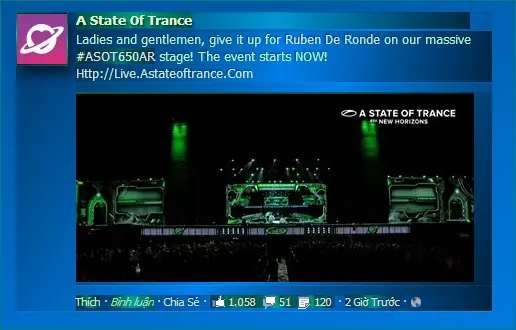 A State Of Trance
Ladies and gentlemen, give it up for Ruben De Ronde on our massive
#ASOT650AR stage! The event starts NOW!
Http://Live.Astateoftrance.Com
A STATE OF TRANCE
650 NEW HORIZONS
Thích · Bình luận · Chia Sẻ · 1.058 51 120 · 2 Giờ Trước ·